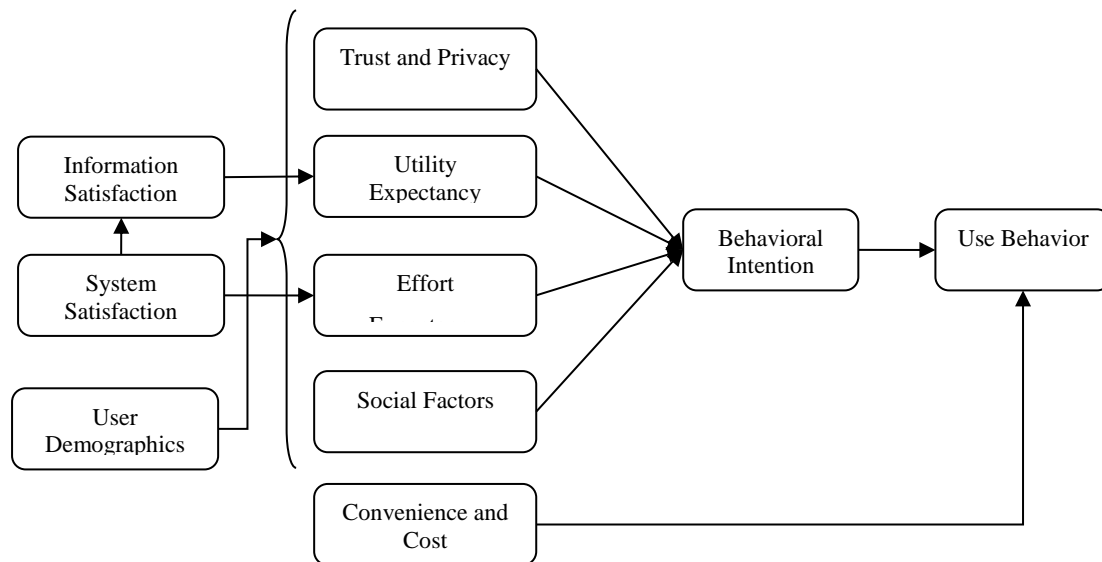 Trust and Privacy
Information
Satisfaction
Utility
Expectancy
System
Satisfaction
Effort
Behavioral
Intention
Use Behavior
User
Demographics
Social Factors
Convenience and
Cost